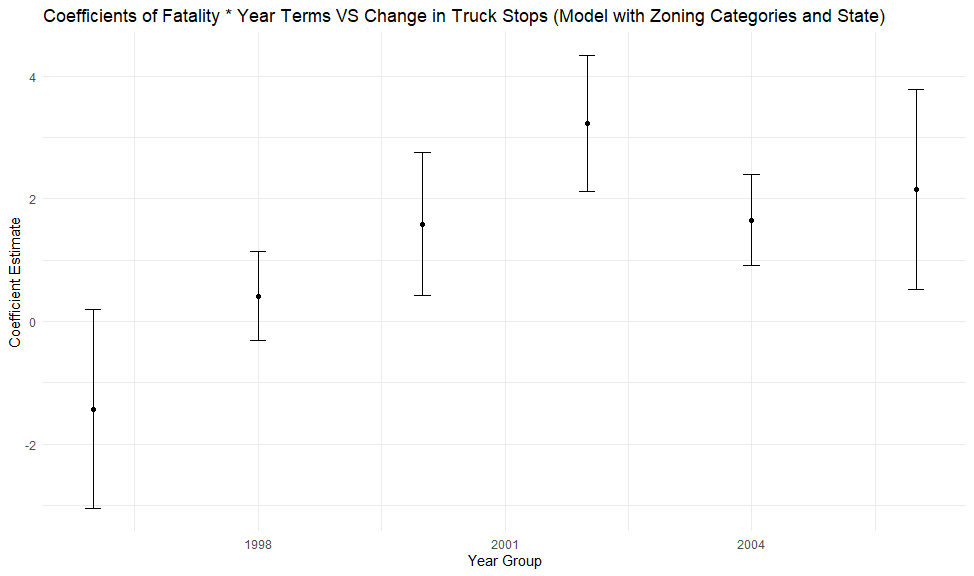 Coefficients of Fatality * Year Terms VS Change in Truck Stops (Model with Zoning Categories and State)
Coefficient Estimate
4
2
0
-2
1998
2001
2004
Year Group